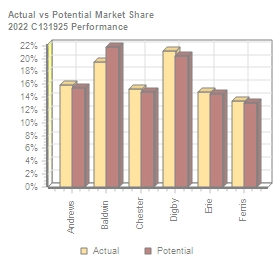 Actual vs Potential Market Share
2022 C131925 Performance
22%
20%
18%
16%
14%
12%
10%
8%
6%
4%
2%
0%
Andrews
Baldwin
Chester
Digby
Erie
Ferris
Actual
Potential